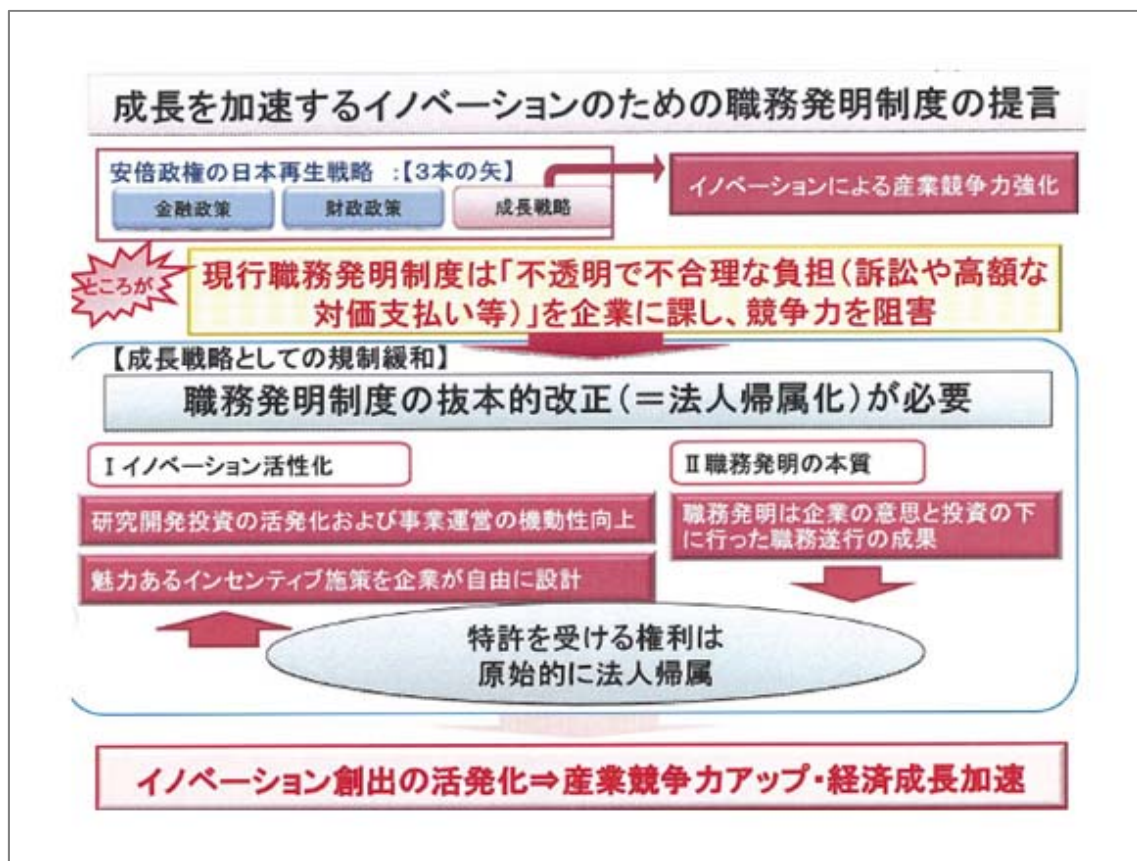 成長を加速するイノベーションのための職務発明制度の提言
安倍政権の日本再生戦略 :【3本の矢】
金融政策
財政政策
成長戦略
イノベーションによる産業競争力強化
ところが
現行職務発明制度は「不透明で不合理な負担(訴訟や高額な
対価支払い等)」を企業に課し、競争力を阻害
【成長戦略としての規制緩和】
職務発明制度の抜本的改正(=法人帰属化)が必要
Ⅰイノベーション活性化
研究開発投資の活発化および事業運営の機動性向上
魅力あるインセンティブ施策を企業が自由に設計
Ⅱ職務発明の本質
職務発明は企業の意思と投資の下
に行った職務遂行の成果
特許を受ける権利は
原始的に法人帰属
イノベーション創出の活発化⇒産業競争力アップ・経済成長加速